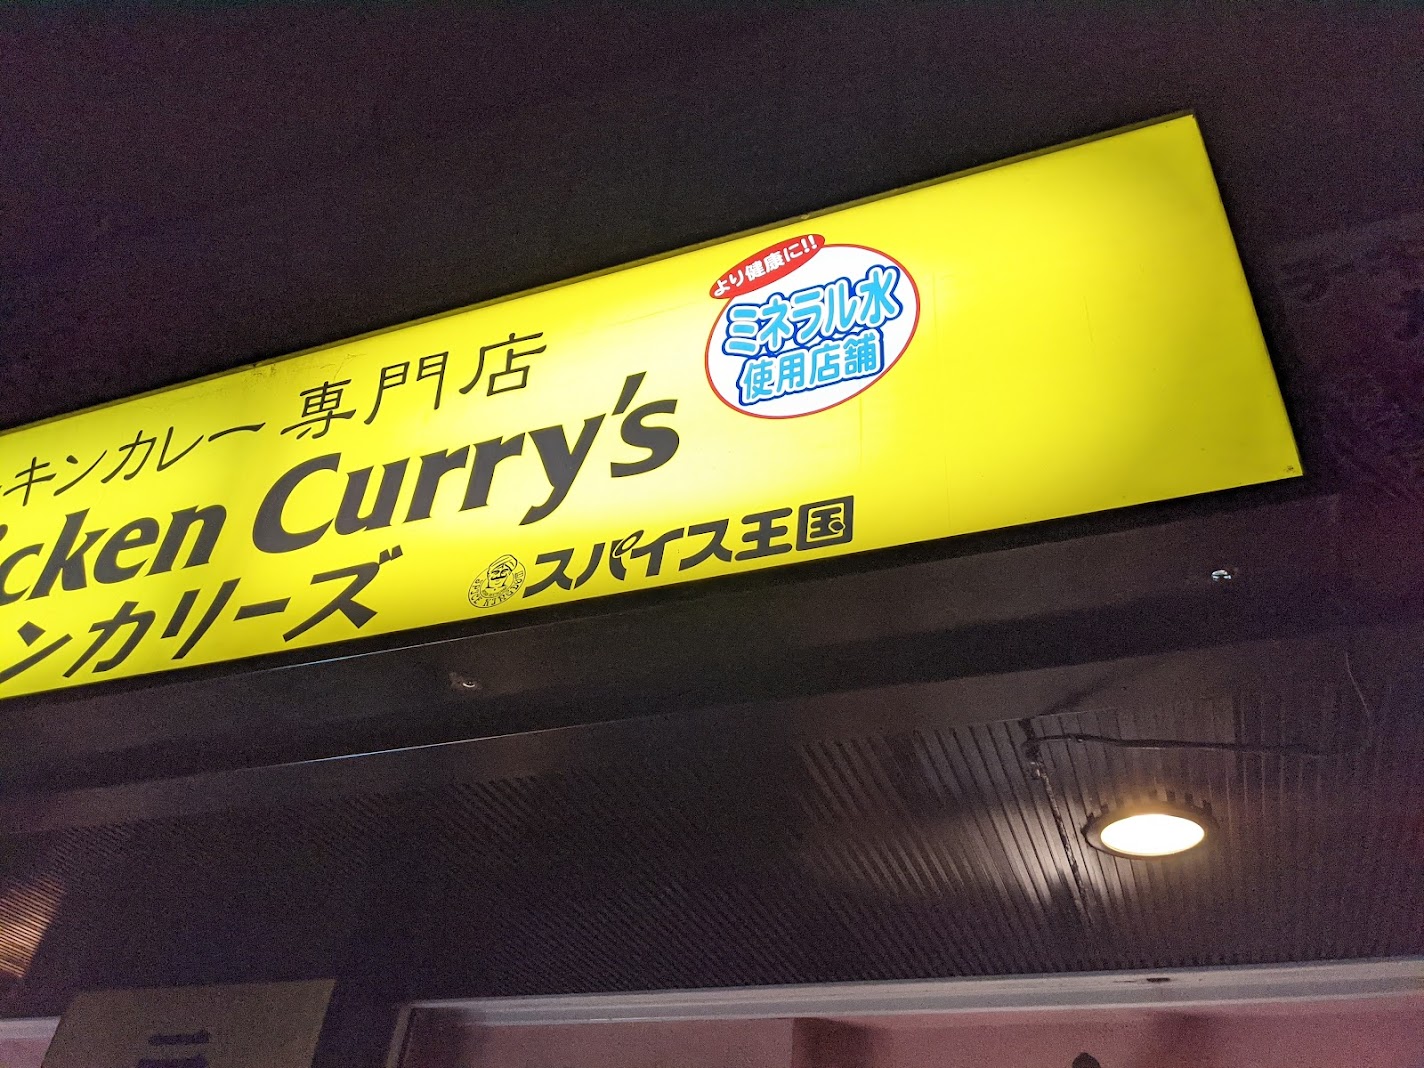 キンカレー専門店
cken Curry's
ンカリーズ
スパイス王国
より健康に!!
ミネラル水
使用店舗